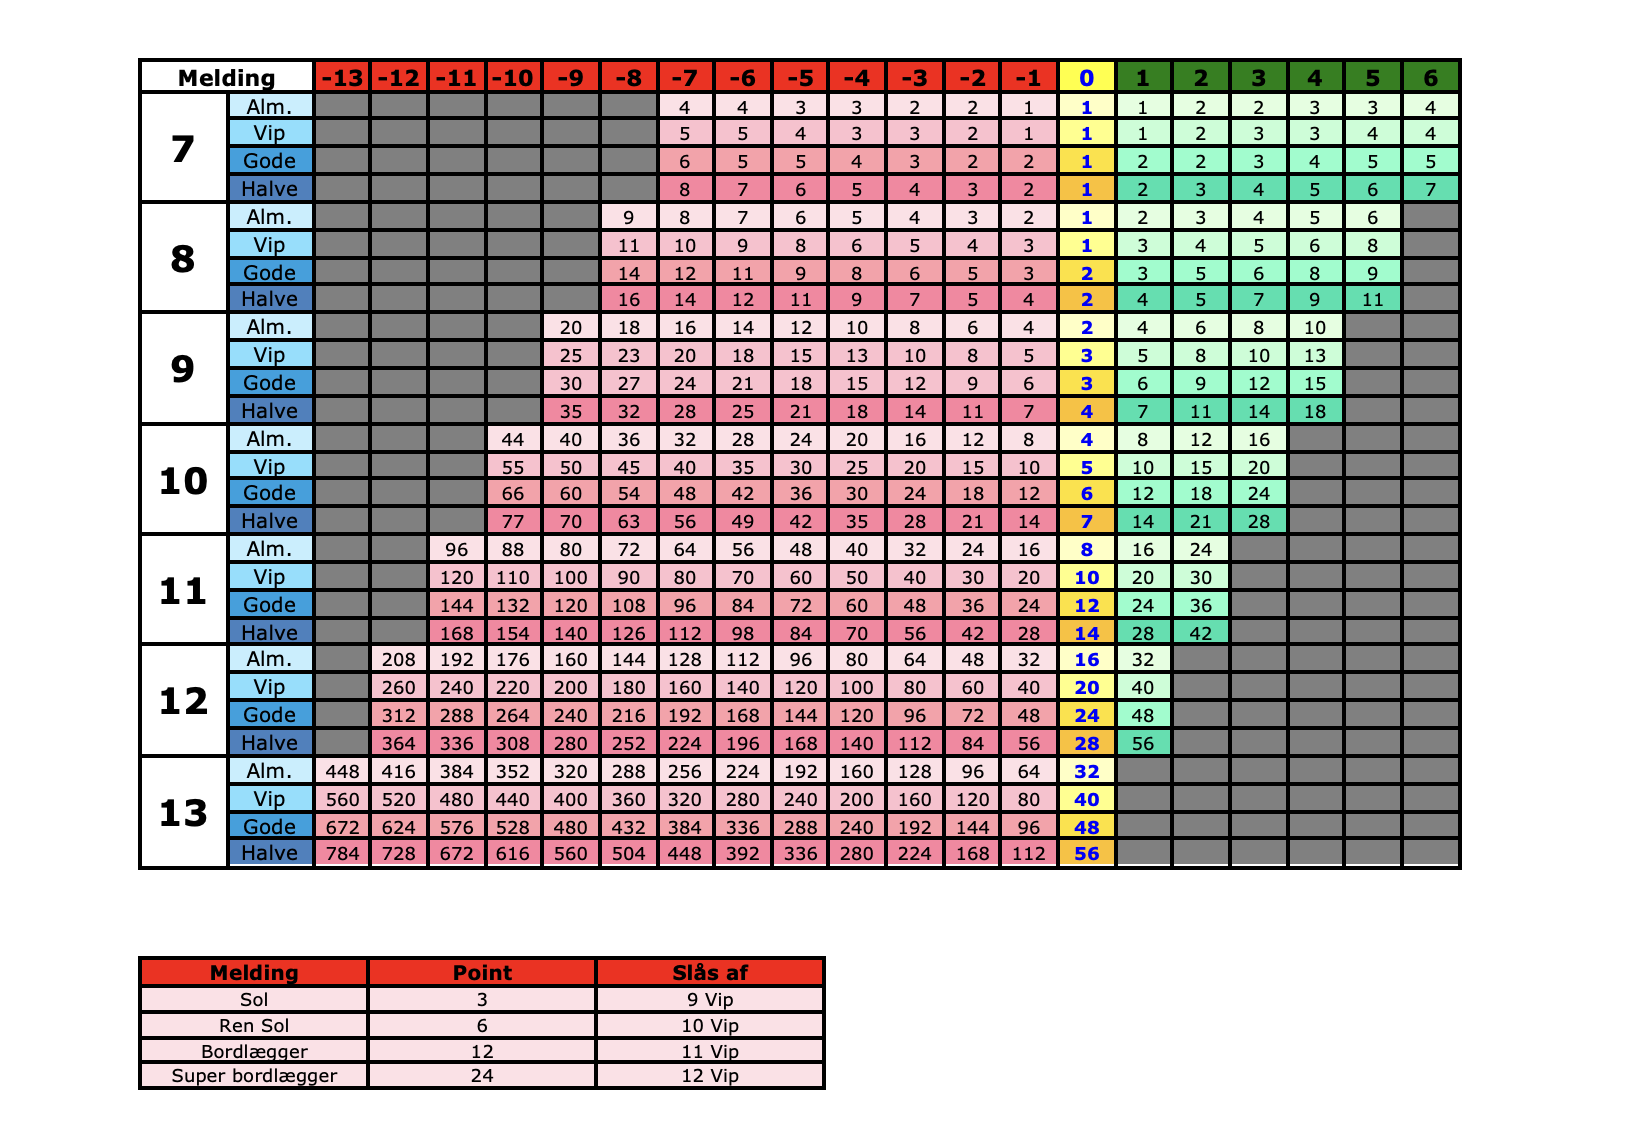 Melding -13 -12 -11 -10 -9 -8 -7 -6 -5 -4 -3 -2 -1 0 1 2 3 4 5 6
7
Alm. 4 4 3 3 2 2 1 1 1 2 2 3 3 4
Vip 5 5 4 3 3 2 1 1 1 2 3 3 4 4
Gode 6 5 5 4 3 2 2 1 2 2 3 4 5 5
Halve 8 7 6 5 4 3 2 1 2 3 4 5 6 7
8
Alm. 9 8 7 6 5 4 3 2 1 2 3 4 5 6
Vip 11 10 9 8 6 5 4 3 1 3 4 5 6 8
Gode 14 12 11 9 8 6 5 3 2 3 5 6 8 9
Halve 16 14 12 11 9 7 5 4 2 4 5 7 9 11
9
Alm. 20 18 16 14 12 10 8 6 4 2 4 6 8 10
Vip 25 23 20 18 15 13 10 8 5 3 5 8 10 13
Gode 30 27 24 21 18 15 12 9 6 3 6 9 12 15
Halve 35 32 28 25 21 18 14 11 7 4 7 11 14 18
10
Alm. 44 40 36 32 28 24 20 16 12 8 4 8 12 16
Vip 55 50 45 40 35 30 25 20 15 10 5 10 15 20
Gode 66 60 54 48 42 36 30 24 18 12 6 12 18 24
Halve 77 70 63 56 49 42 35 28 21 14 7 14 21 28
11
Alm. 96 88 80 72 64 56 48 40 32 24 16 8 16 24
Vip 120 110 100 90 80 70 60 50 40 30 20 10 20 30
Gode 144 132 120 108 96 84 72 60 48 36 24 12 24 36
Halve 168 154 140 126 112 98 84 70 56 42 28 14 28 42
12
Alm. 208 192 176 160 144 128 112 96 80 64 48 32 16 32
Vip 260 240 220 200 180 160 140 120 100 80 60 40 20 40
Gode 312 288 264 240 216 192 168 144 120 96 72 48 24 48
Halve 364 336 308 280 252 224 196 168 140 112 84 56 28 56
13
Alm. 448 416 384 352 320 288 256 224 192 160 128 96 64 32
Vip 560 520 480 440 400 360 320 280 240 200 160 120 80 40
Gode 672 624 576 528 480 432 384 336 288 240 192 144 96 48
Halve 784 728 672 616 560 504 448 392 336 280 224 168 112 56
Melding Point Slås af
Sol 3 9 Vip
Ren Sol 6 10 Vip
Bordlægger 12 11 Vip
Super bordlægger 24 12 Vip